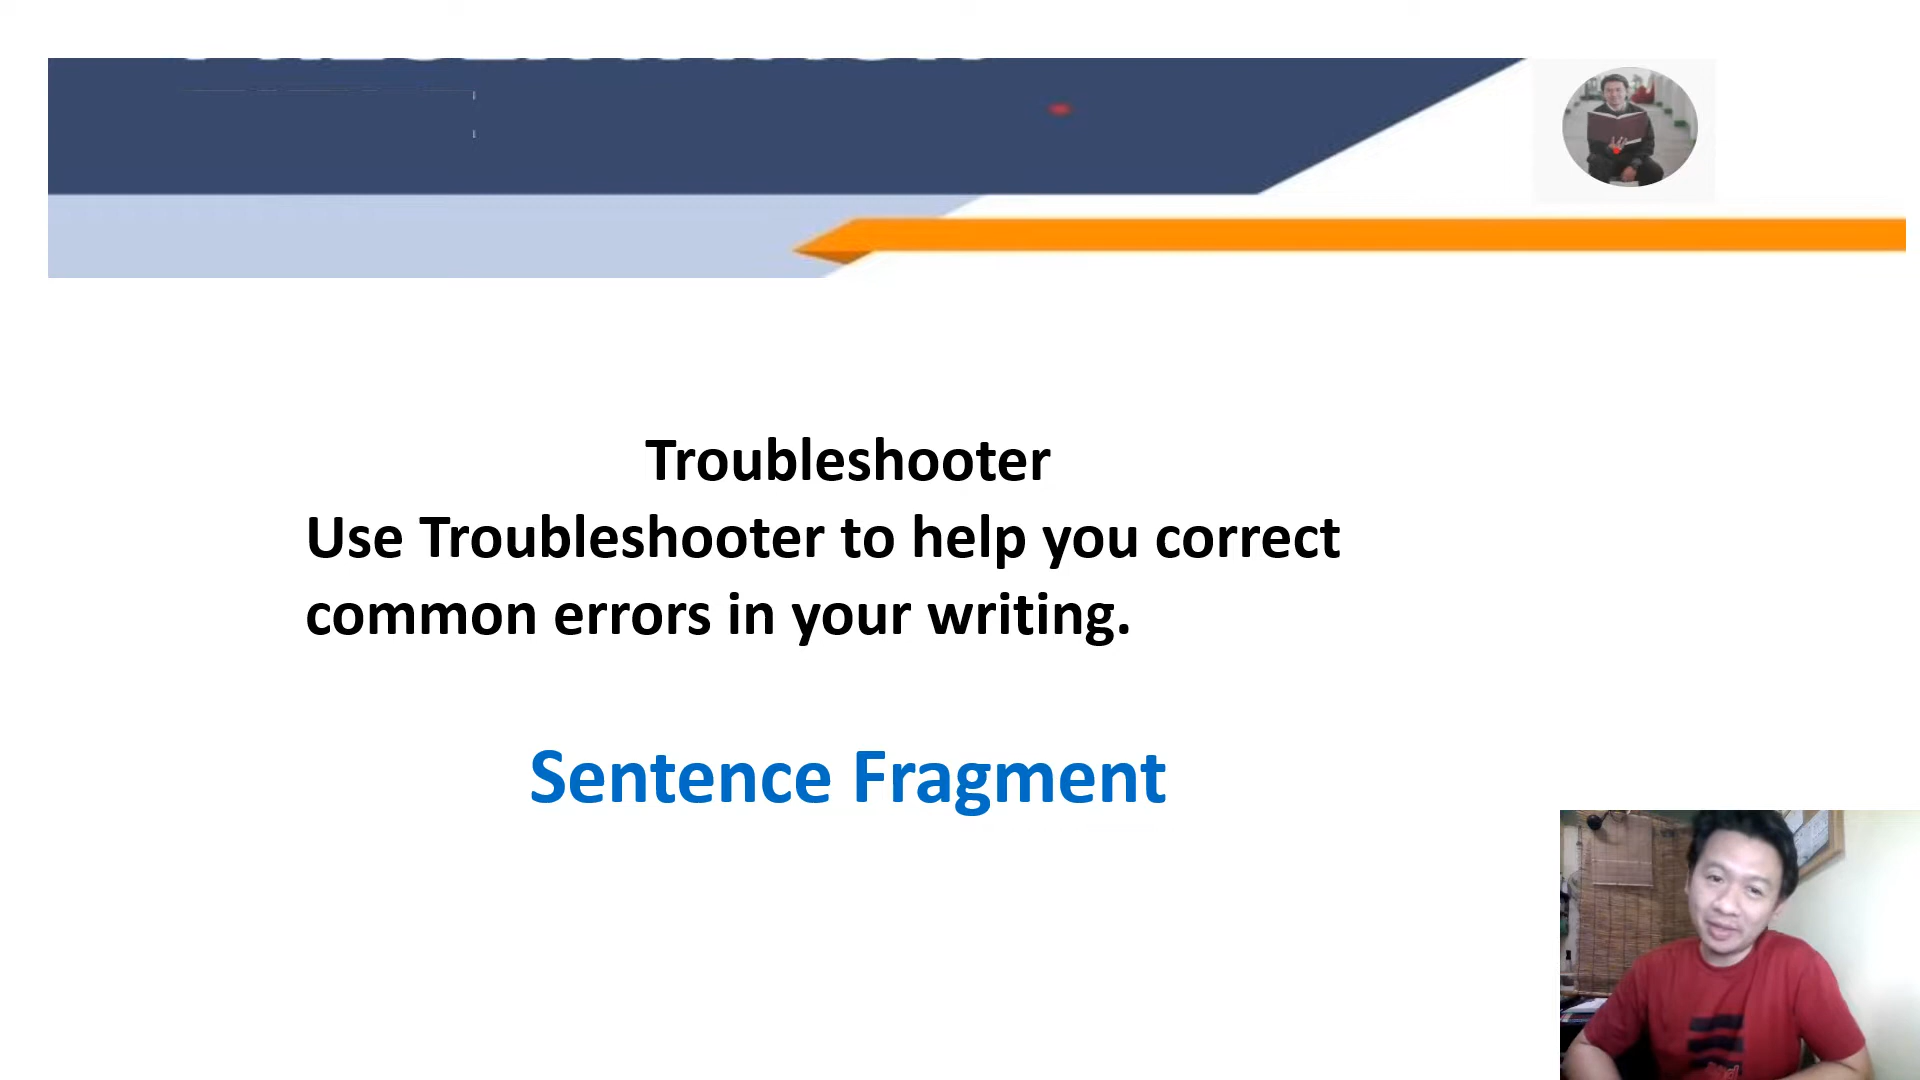 Troubleshooter
Use Troubleshooter to help you correct
common errors in your writing.
Sentence Fragment